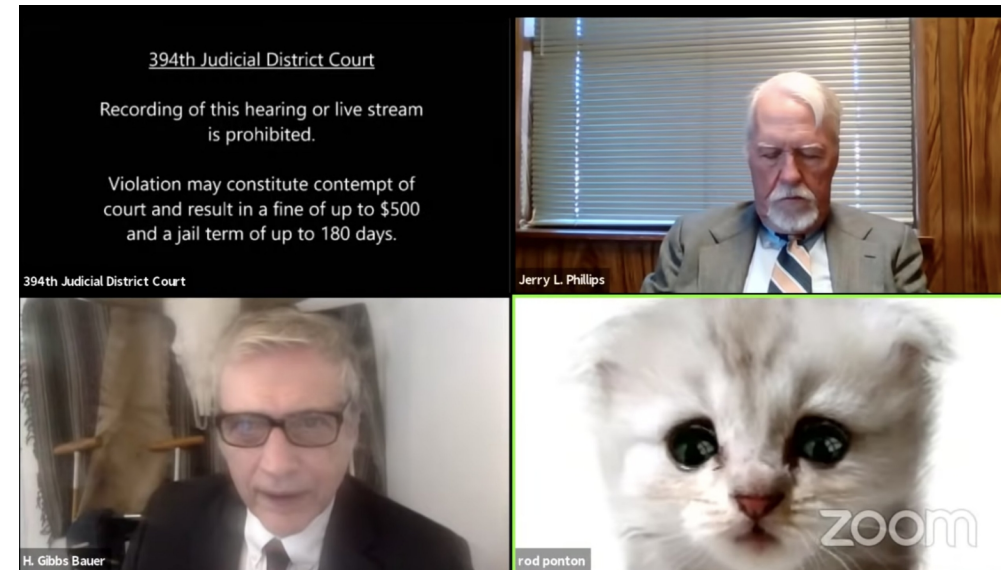 394th Judicial District Court
Recording of this hearing or live stream
is prohibited.
Violation may constitute contempt of
court and result in a fine of up to $500
and a jail term of up to 180 days.
394th Judicial District Court
Jerry L. Phillips
H. Gibbs Bauer
rod ponton
zoom